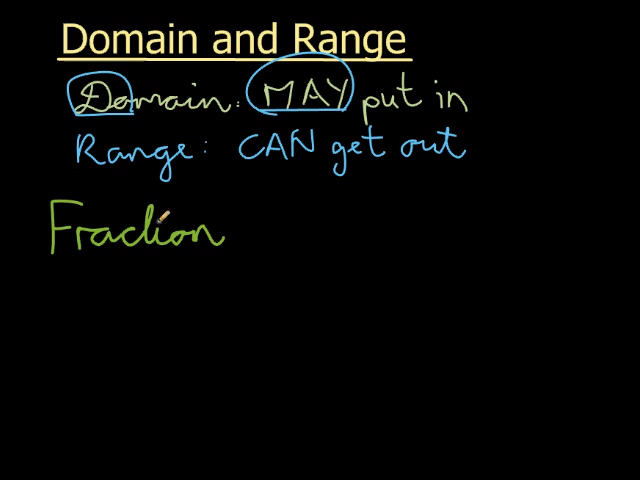 Domain and Range
Domain: MAY put in
Range: CAN get out
Fraction